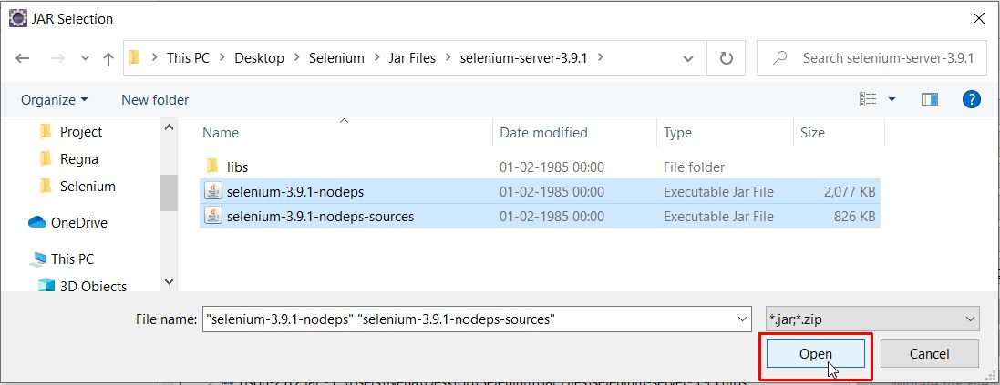 JAR Selection
This PC > Desktop > Selenium > Jar Files > selenium-server-3.9.1 >
Search selenium-server-3.9.1
Organize
New folder
Name
Date modified
Type
Size
Project
Regna
Selenium
OneDrive
This PC
3D Objects
libs 01-02-1985 00:00 File folder
selenium-3.9.1-nodeps 01-02-1985 00:00 Executable Jar File 2,077 KB
selenium-3.9.1-nodeps-sources 01-02-1985 00:00 Executable Jar File 826 KB
File name: "selenium-3.9.1-nodeps" "selenium-3.9.1-nodeps-sources"
*.jar;*.zip
Open
Cancel